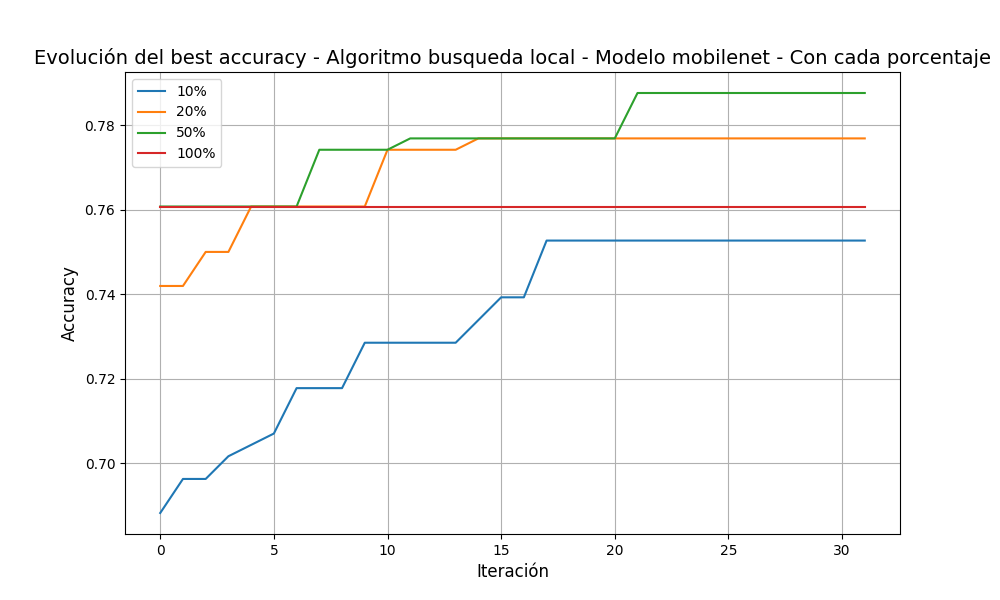 Evolución del best accuracy - Algoritmo busqueda local - Modelo mobilenet - Con cada porcentaje
10%
20%
50%
100%
Accuracy
0.78
0.76
0.74
0.72
0.70
0 5 10 15 20 25 30
Iteración